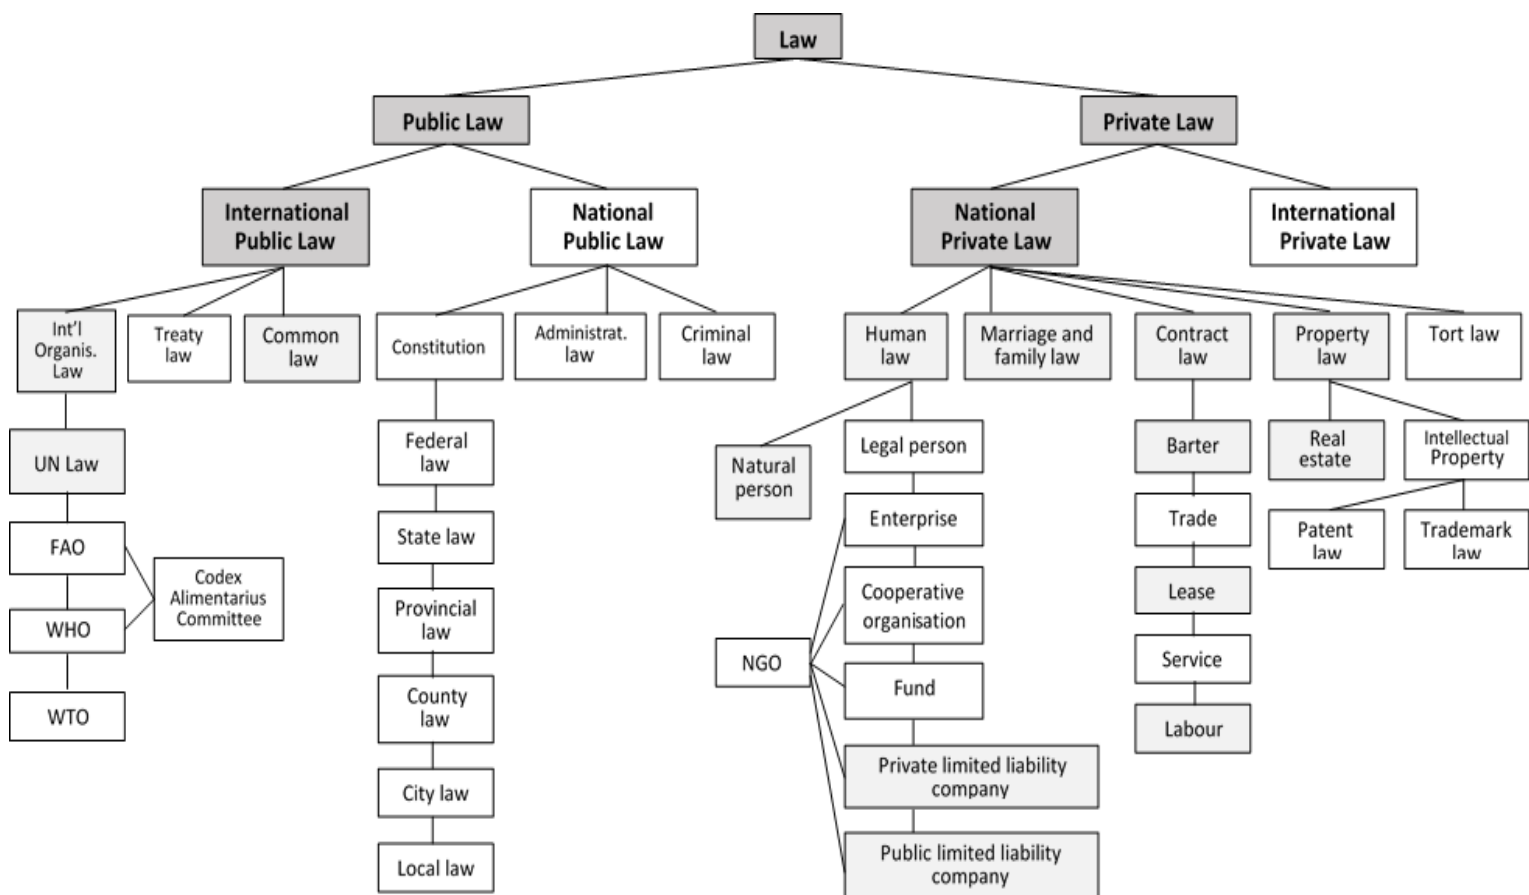 Law
Public Law
Private Law
International
Public Law
National
Public Law
National
Private Law
International
Private Law
Int'l
Organis.
Law
Treaty
law
Common
law
Constitution
Administrat.
law
Criminal
law
Human
law
Marriage and
family law
Contract
law
Property
law
Tort law
UN Law
FAO
WHO
WTO
Codex
Alimentarius
Committee
Federal
law
State law
Provincial
law
County
law
City law
Local law
Natural
person
Legal person
Enterprise
Cooperative
organisation
NGO
Fund
Private limited liability
company
Public limited liability
company
Barter
Trade
Lease
Service
Labour
Real
estate
Intellectual
Property
Patent
law
Trademark
law